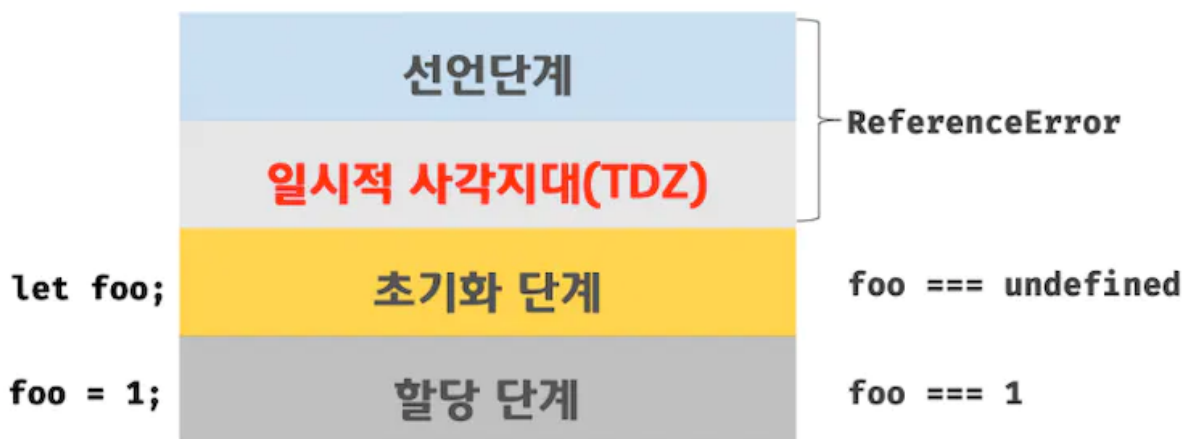 선언단계
ReferenceError
일시적 사각지대(TDZ)
let foo;
초기화 단계
foo === undefined
foo = 1;
할당 단계
foo === 1